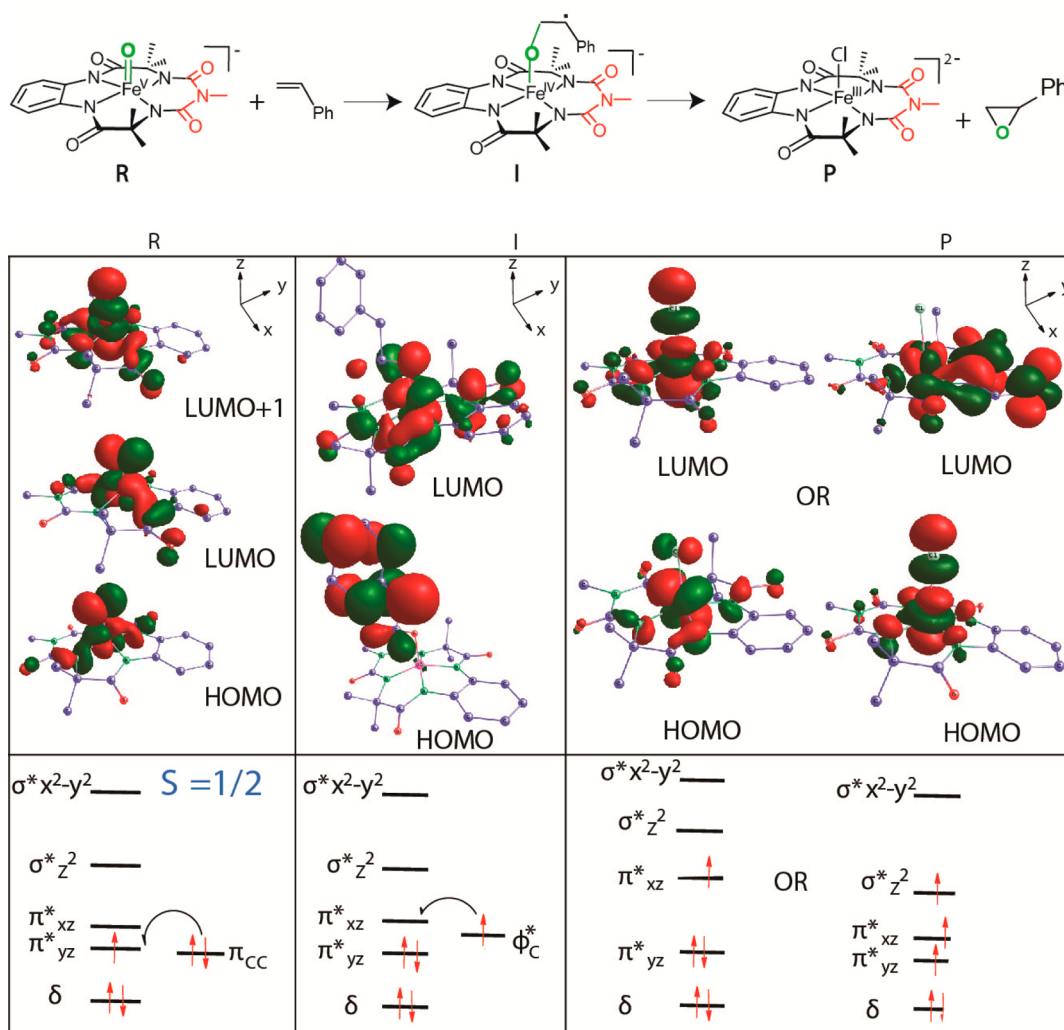 O
Fe^V
O
N
N
N
N
N
O
O
O
]^-
R
+
Ph
Ph
O
Fe^IV
O
N
N
N
N
N
O
O
O
]^-
I
Cl
Fe^III
O
N
N
N
N
N
O
O
O
]^2-
P
+
Ph
O
R
I
P
z
y
x
LUMO+1
LUMO
HOMO
z
y
x
LUMO
HOMO
z
y
x
LUMO
OR
HOMO
z
y
x
LUMO
HOMO
S =1/2
σ*x²-y²
σ*z²
π*xz
π*yz
πCC
δ
σ*x²-y²
σ*z²
π*xz
ϕ*C
π*yz
δ
σ*x²-y²
σ*z²
π*xz
π*yz
δ
OR
σ*x²-y²
σ*z²
π*xz
π*yz
δ